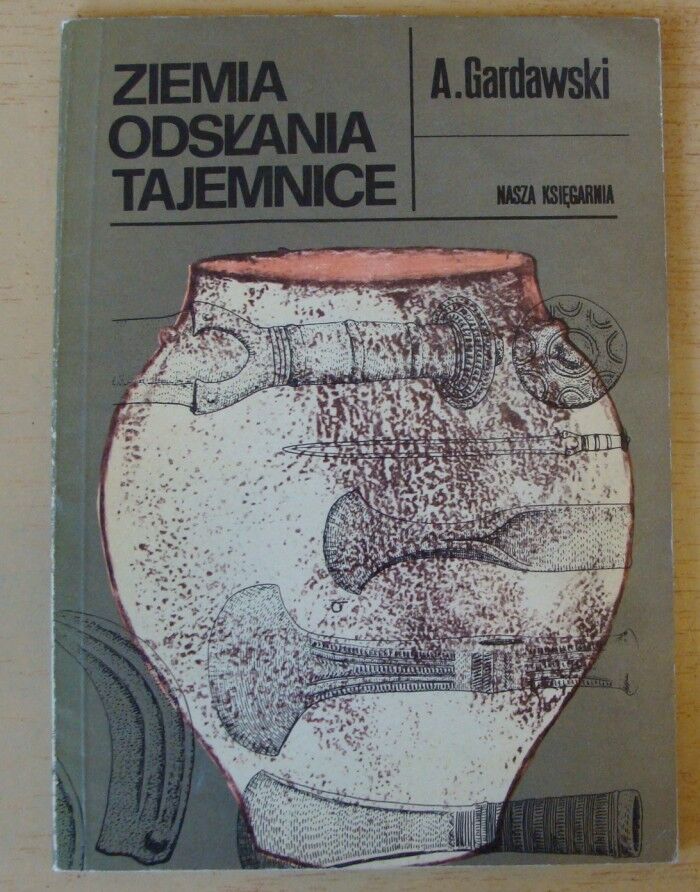 ZIEMIA
ODSŁANIA
TAJEMNICE
A.Gardawski
NASZA KSIĘGARNIA